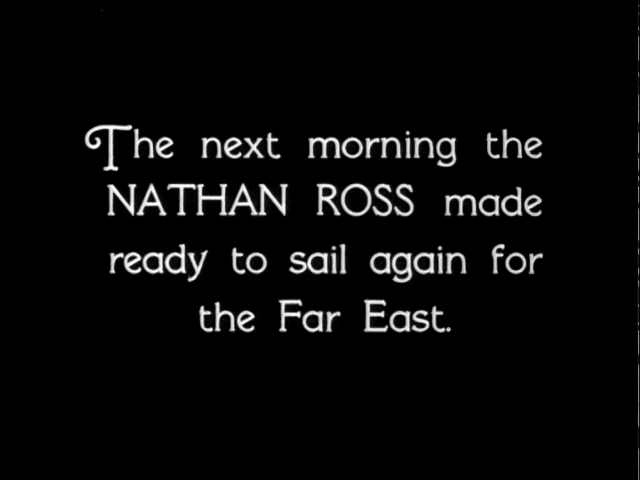 The next morning the
NATHAN ROSS made
ready to sail again for
the Far East.